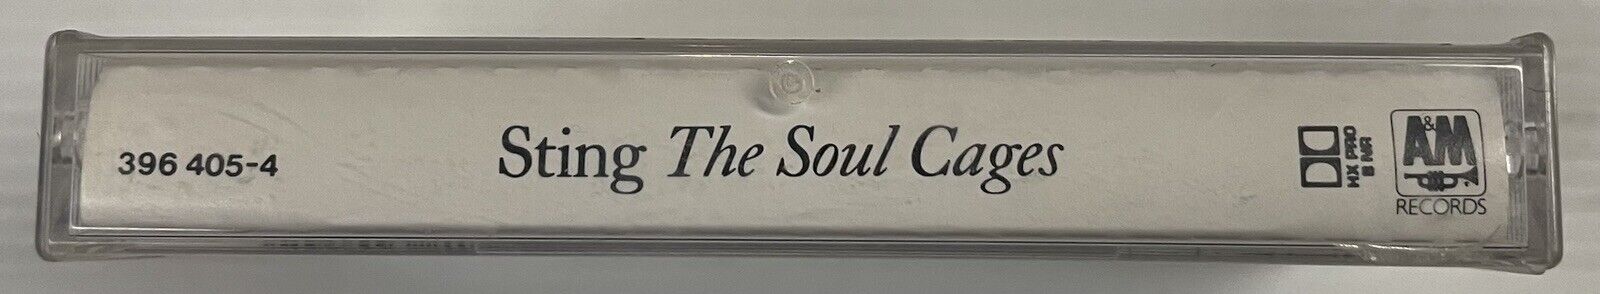 396 405-4
Sting The Soul Cages
HX PRO
B NR
A&M
RECORDS